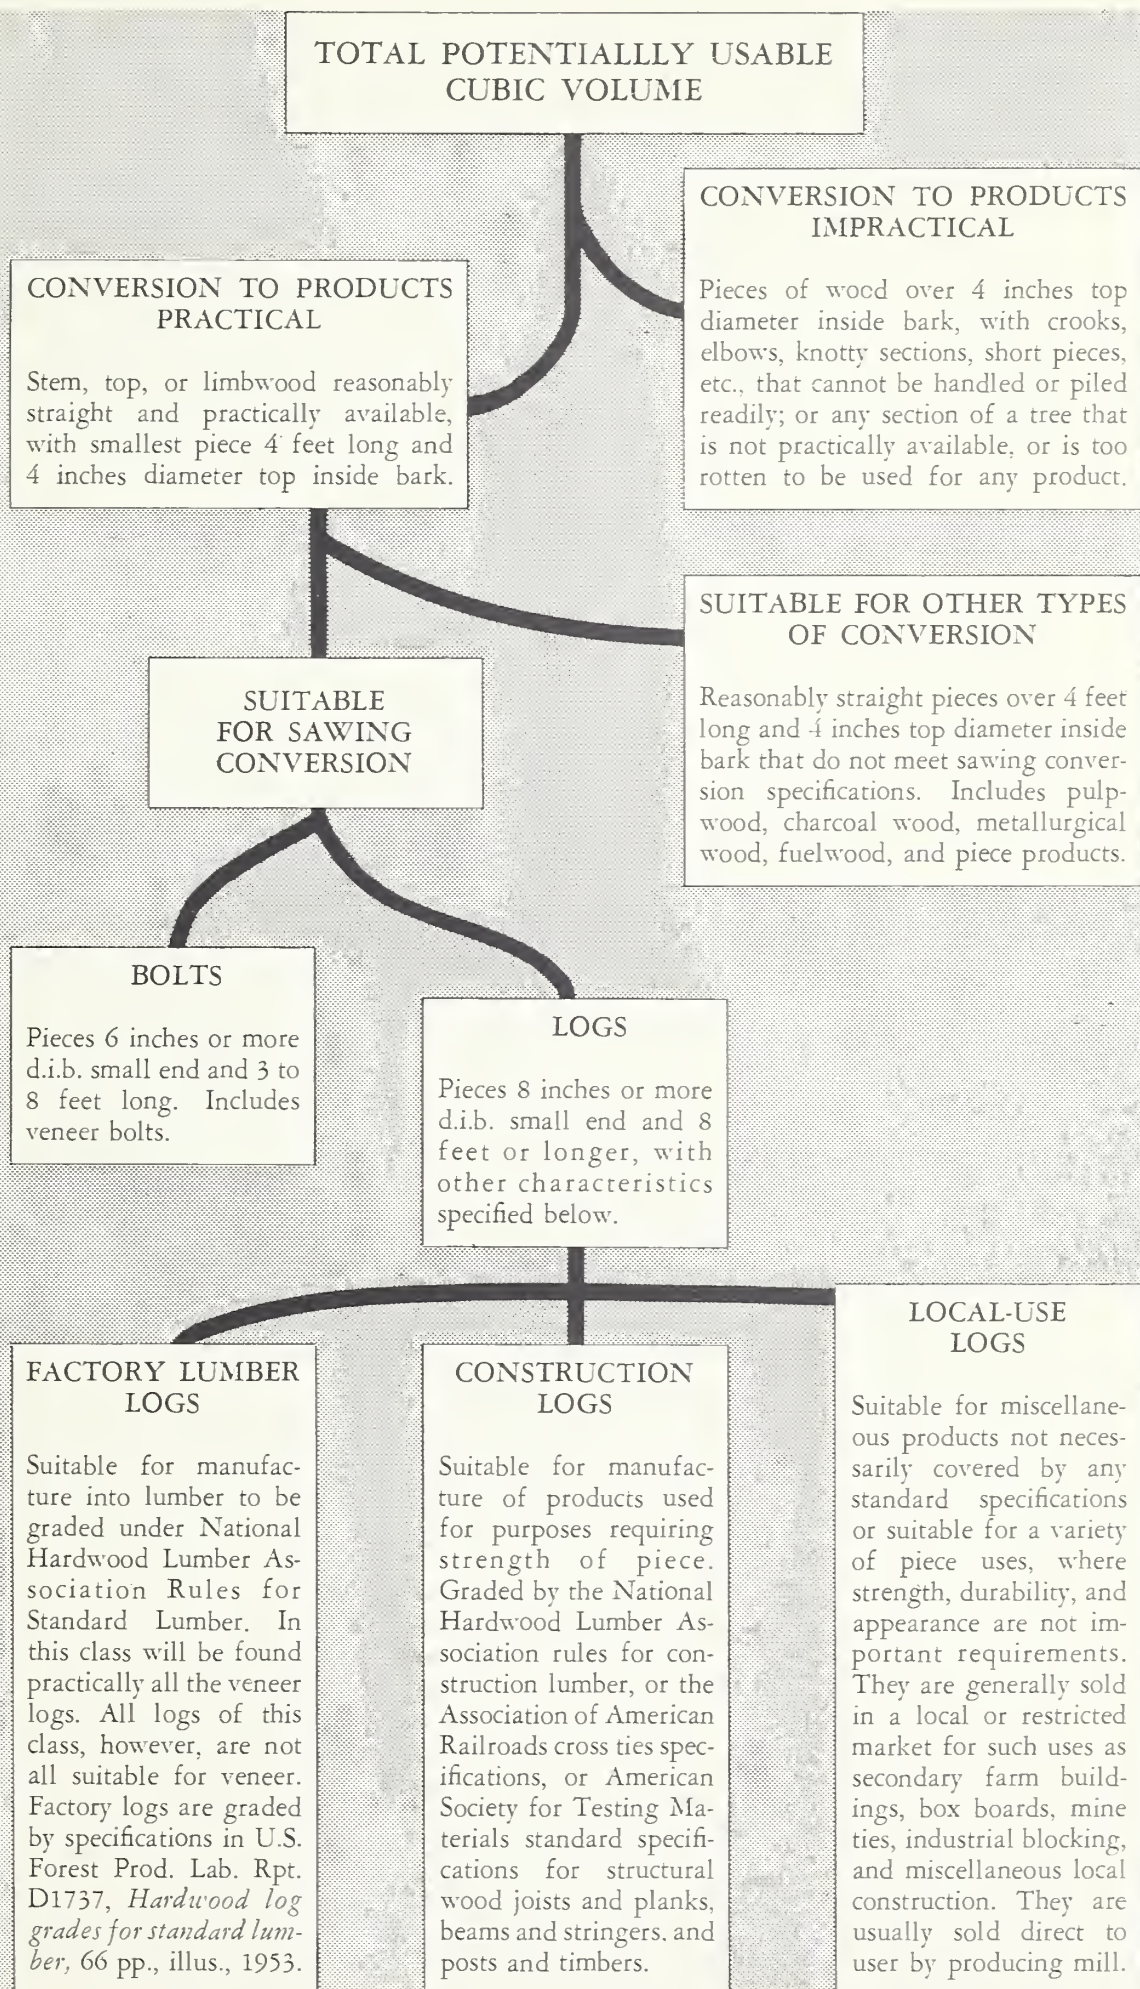 TOTAL POTENTIALLLY USABLE
CUBIC VOLUME
CONVERSION TO PRODUCTS
IMPRACTICAL
Pieces of wood over 4 inches top
diameter inside bark, with crooks,
elbows, knotty sections, short pieces,
etc., that cannot be handled or piled
readily; or any section of a tree that
is not practically available, or is too
rotten to be used for any product.
CONVERSION TO PRODUCTS
PRACTICAL
Stem, top, or limbwood reasonably
straight and practically available,
with smallest piece 4 feet long and
4 inches diameter top inside bark.
SUITABLE FOR OTHER TYPES
OF CONVERSION
Reasonably straight pieces over 4 feet
long and 4 inches top diameter inside
bark that do not meet sawing conver-
sion specifications. Includes pulp-
wood, charcoal wood, metallurgical
wood, fuelwood, and piece products.
SUITABLE
FOR SAWING
CONVERSION
BOLTS
Pieces 6 inches or more
d.i.b. small end and 3 to
8 feet long. Includes
veneer bolts.
LOGS
Pieces 8 inches or more
d.i.b. small end and 8
feet or longer, with
other characteristics
specified below.
FACTORY LUMBER
LOGS
Suitable for manufac-
ture into lumber to be
graded under National
Hardwood Lumber As-
sociation Rules for
Standard Lumber. In
this class will be found
practically all the veneer
logs. All logs of this
class, however, are not
all suitable for veneer.
Factory logs are graded
by specifications in U.S.
Forest Prod. Lab. Rpt.
D1737, Hardwood log
grades for standard lum-
ber, 66 pp., illus., 1953.
CONSTRUCTION
LOGS
Suitable for manufac-
ture of products used
for purposes requiring
strength of piece.
Graded by the National
Hardwood Lumber As-
sociation rules for con-
struction lumber, or the
Association of American
Railroads cross ties spec-
ifications, or American
Society for Testing Ma-
terials standard specifi-
cations for structural
wood joists and planks,
beams and stringers, and
posts and timbers.
LOCAL-USE
LOGS
Suitable for miscellane-
ous products not neces-
sarily covered by any
standard specifications
or suitable for a variety
of piece uses, where
strength, durability, and
appearance are not im-
portant requirements.
They are generally sold
in a local or restricted
market for such uses as
secondary farm build-
ings, box boards, mine
ties, industrial blocking,
and miscellaneous local
construction. They are
usually sold direct to
user by producing mill.